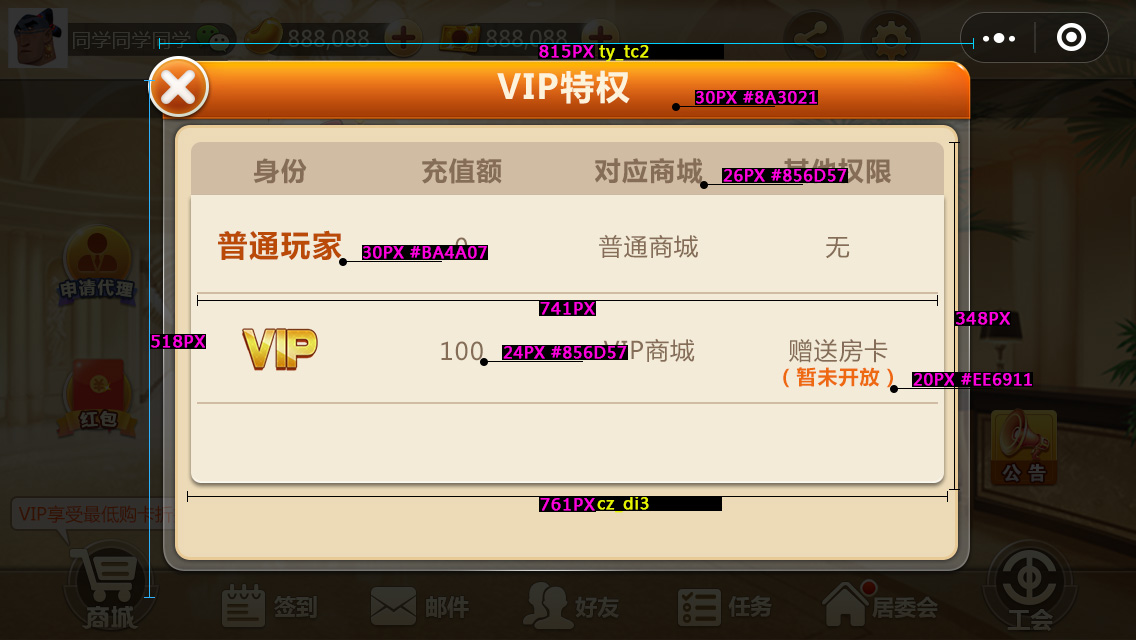 同学同学同学
888,088
888,088
815PX ty_tc2
VIP特权
30PX #8A3021
身份
充值额
对应商城
其他权限
26PX #856D57
普通玩家
0
普通商城
无
30PX #BA4A07
741PX
518PX
348PX
VIP
100
VIP商城
赠送房卡
24PX #856D57
(暂未开放)
20PX #EE6911
申请代理
红包
公告
761PX cz_di3
VIP享受最低购卡折
商城
签到
邮件
好友
任务
居委会
工会